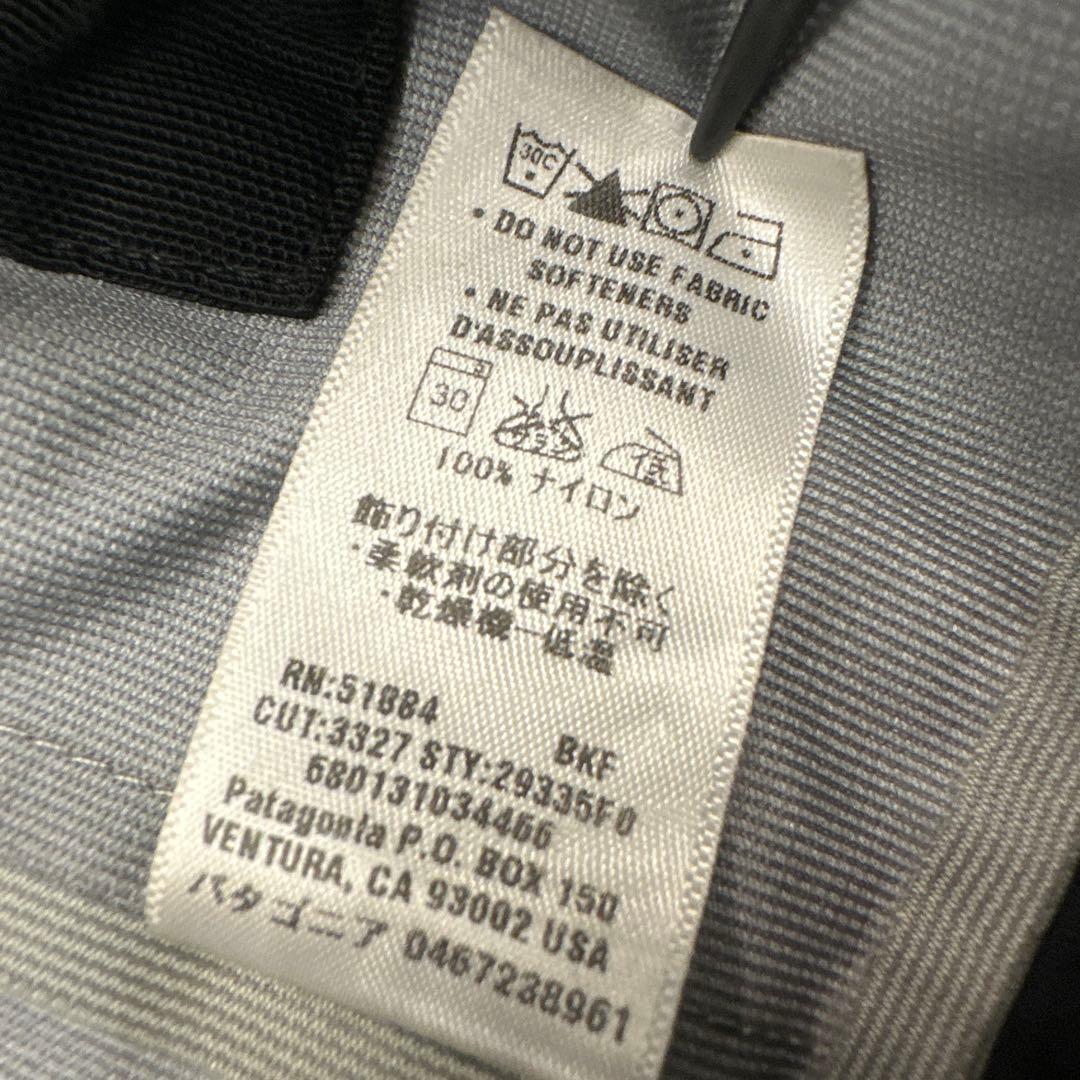 30C
• DO NOT USE FABRIC
SOFTENERS
• NE PAS UTILISER
D'ASSOUPLISSANT
30 低
100% ナイロン
飾り付け部分を除く
・柔軟剤の使用不可
・乾燥機―低温
RN:51884
BKF
CUT:3327 STY:29335F0
680131034466
Patagonia P.O. BOX 150
VENTURA, CA 93002 USA
パタゴニア 0467238961